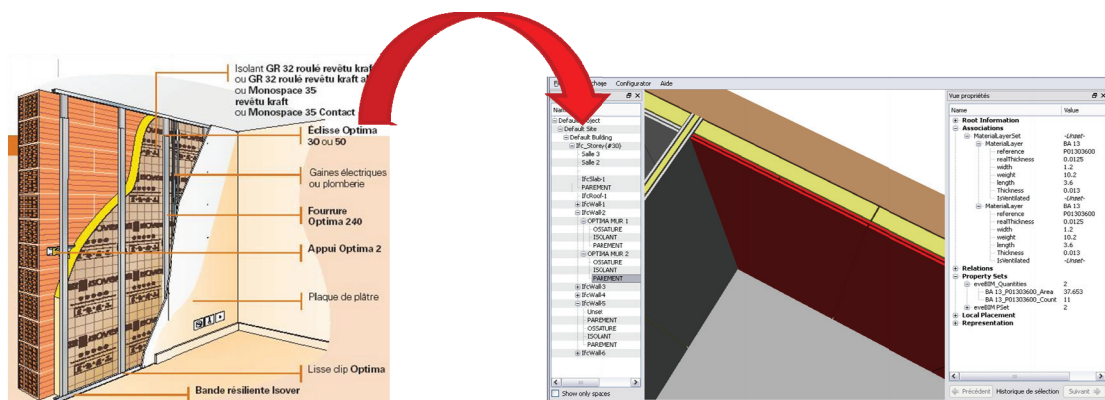 Isolant GR 32 roulé revêtu kraft
ou GR 32 roulé revêtu kraft al
ou Monospace 35
revêtu kraft
ou Monospace 35 Contact
Éclisse Optima
30 ou 50
Gaines électriques
ou plomberie
Fourrure
Optima 240
Appui Optima 2
Plaque de plâtre
Lisse clip Optima
Bande résiliente Isover
Configurator Aide
Default Site
Default Building
Ifc_Storey(#30)
Salle 3
Salle 2
IfcSlab-1
PAREMENT
IfcRoof-1
IfcWall-1
IfcWall-2
OPTIMA MUR 1
OSSATURE
ISOLANT
PAREMENT
OPTIMA MUR 2
OSSATURE
ISOLANT
PAREMENT
IfcWall-3
IfcWall-4
IfcWall-5
Unsel
PAREMENT
OSSATURE
ISOLANT
PAREMENT
IfcWall-6
Show only spaces
Vue propriétés
Name Value
Root Information
Associations
MaterialLayerSet -Unset-
MaterialLayer BA 13
reference P01303600
realThickness 0.0125
width 1.2
weight 10.2
length 3.6
Thickness 0.013
IsVentilated -Unset-
MaterialLayer BA 13
reference P01303600
realThickness 0.0125
width 1.2
weight 10.2
length 3.6
Thickness 0.013
IsVentilated -Unset-
Relations
Property Sets
eveBIM_Quantities 2
BA 13_P01303600_Area 37.653
BA 13_P01303600_Count 11
eveBIM PSet 2
Local Placement
Representation
Précédent Historique de sélection Suivant